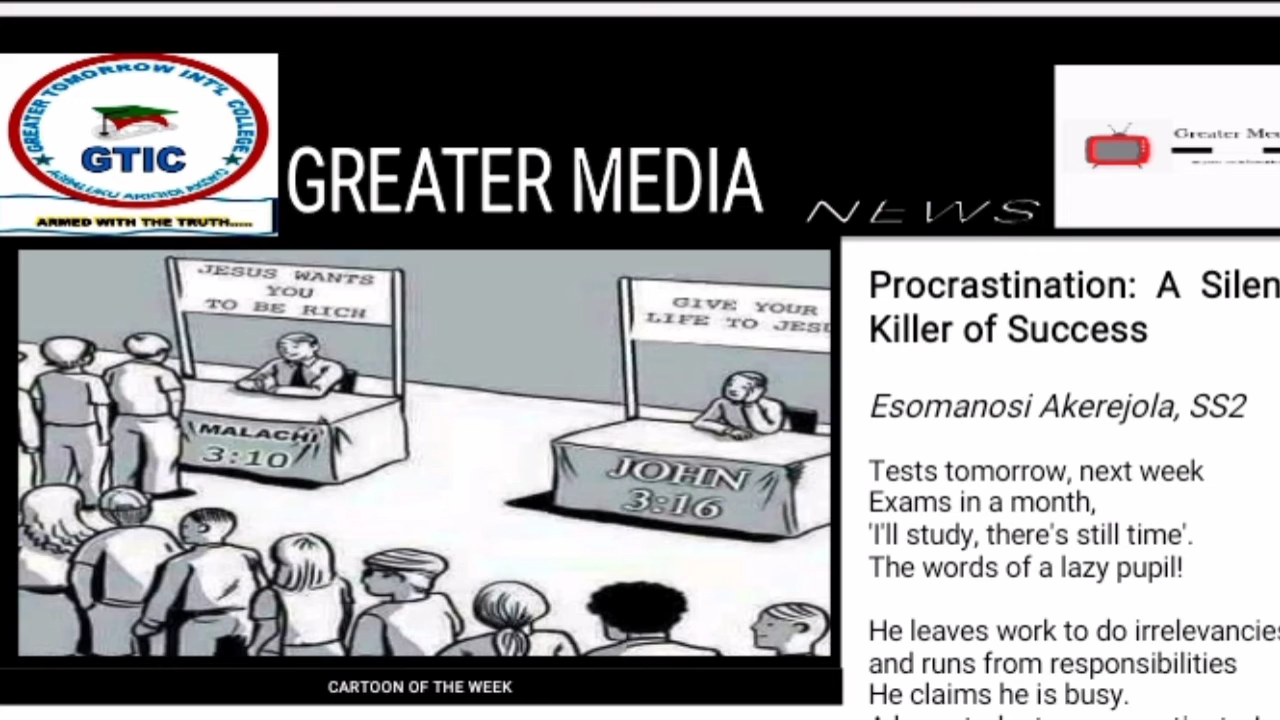 GREATER TOMORROW INT'L COLLEGE
GTIC
ARMED WITH THE TRUTH.....
GREATER MEDIA
NEWS
Greater Me
JESUS WANTS
YOU
TO BE RICH
MALACHI
3:10
GIVE YOUR
LIFE TO JESU
JOHN
3:16
CARTOON OF THE WEEK
Procrastination: A Silen
Killer of Success
Esomanosi Akerejola, SS2
Tests tomorrow, next week
Exams in a month,
'I'll study, there's still time'.
The words of a lazy pupil!
He leaves work to do irrelevancies
and runs from responsibilities
He claims he is busy.